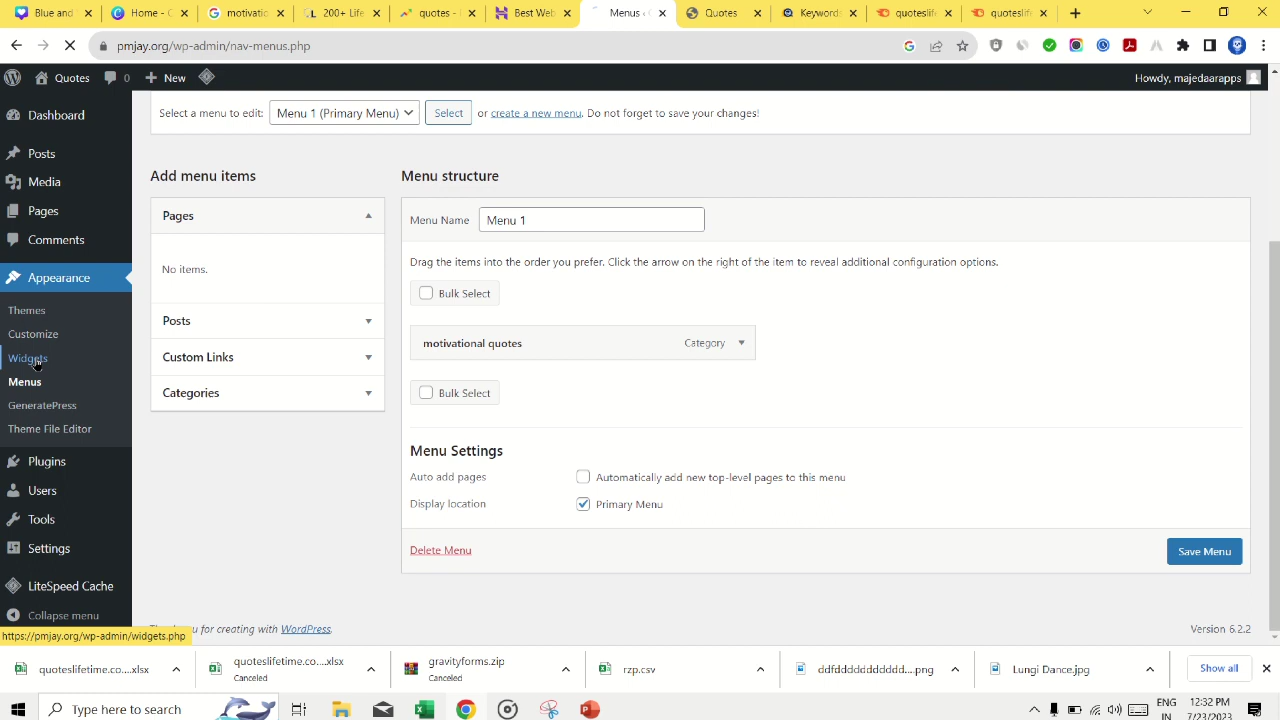 Blue and
Home - C
motivatio
200+ Life
quotes -
Best Web
Menus ‹ C
Quotes
Keywords
quoteslif
quoteslif
pmjay.org/wp-admin/nav-menus.php
Quotes
0
New
Howdy, majedaarapps
Dashboard
Posts
Media
Pages
Comments
Appearance
Themes
Customize
Widgets
Menus
GeneratePress
Theme File Editor
Plugins
Users
Tools
Settings
LiteSpeed Cache
Collapse menu
Select a menu to edit:
Menu 1 (Primary Menu)
Select
or create a new menu. Do not forget to save your changes!
Add menu items
Pages
No items.
Posts
Custom Links
Categories
Menu structure
Menu Name
Menu 1
Drag the items into the order you prefer. Click the arrow on the right of the item to reveal additional configuration options.
Bulk Select
motivational quotes
Category
Bulk Select
Menu Settings
Auto add pages
Automatically add new top-level pages to this menu
Display location
Primary Menu
Delete Menu
Save Menu
u for creating with WordPress.
Version 6.2.2
https://pmjay.org/wp-admin/widgets.php
quoteslifetime.co....xlsx
quoteslifetime.co....xlsx
Canceled
gravityforms.zip
Canceled
rzp.csv
ddfdddddddddddd....png
Lungi Dance.jpg
Show all
Type here to search
ENG
IN
12:32 PM
7/23/2023